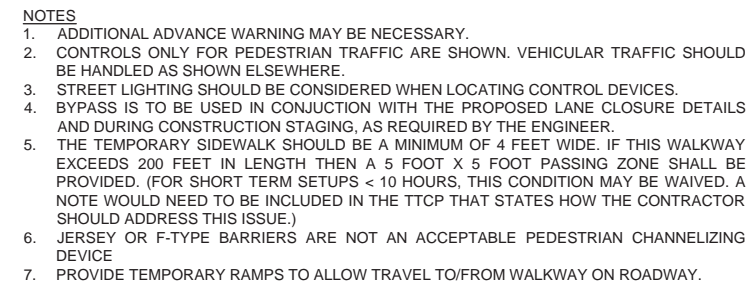 NOTES
1. ADDITIONAL ADVANCE WARNING MAY BE NECESSARY.
2. CONTROLS ONLY FOR PEDESTRIAN TRAFFIC ARE SHOWN. VEHICULAR TRAFFIC SHOULD
BE HANDLED AS SHOWN ELSEWHERE.
3. STREET LIGHTING SHOULD BE CONSIDERED WHEN LOCATING CONTROL DEVICES.
4. BYPASS IS TO BE USED IN CONJUCTION WITH THE PROPOSED LANE CLOSURE DETAILS
AND DURING CONSTRUCTION STAGING, AS REQUIRED BY THE ENGINEER.
5. THE TEMPORARY SIDEWALK SHOULD BE A MINIMUM OF 4 FEET WIDE. IF THIS WALKWAY
EXCEEDS 200 FEET IN LENGTH THEN A 5 FOOT X 5 FOOT PASSING ZONE SHALL BE
PROVIDED. (FOR SHORT TERM SETUPS < 10 HOURS, THIS CONDITION MAY BE WAIVED. A
NOTE WOULD NEED TO BE INCLUDED IN THE TTCP THAT STATES HOW THE CONTRACTOR
SHOULD ADDRESS THIS ISSUE.)
6. JERSEY OR F-TYPE BARRIERS ARE NOT AN ACCEPTABLE PEDESTRIAN CHANNELIZING
DEVICE
7. PROVIDE TEMPORARY RAMPS TO ALLOW TRAVEL TO/FROM WALKWAY ON ROADWAY.